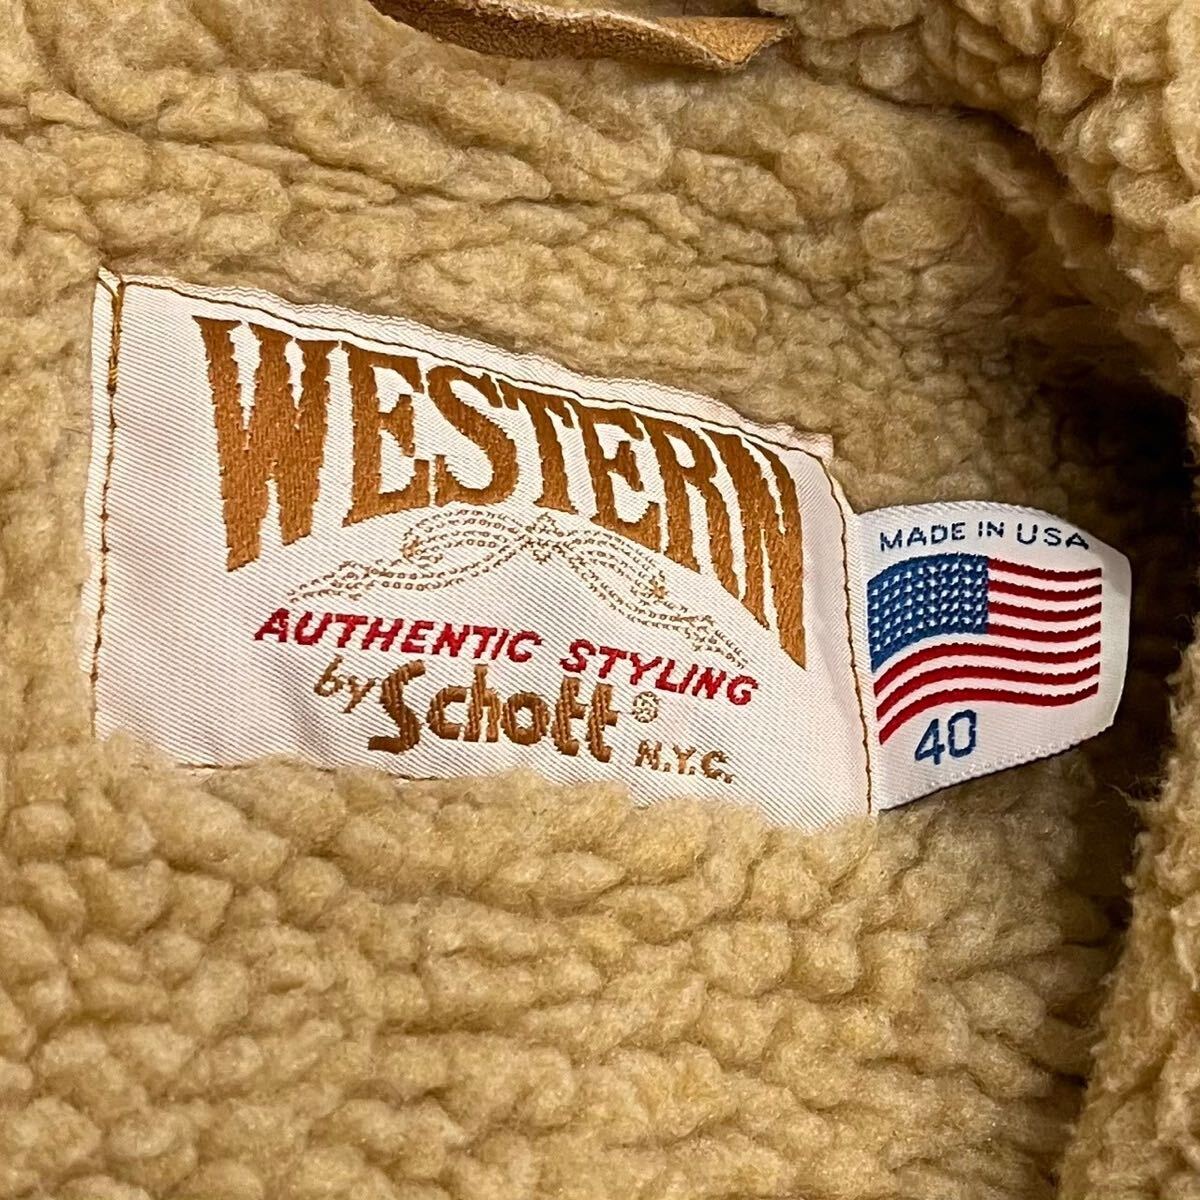 WESTERN
AUTHENTIC STYLING
by Schott® N.Y.C.
MADE IN USA
40